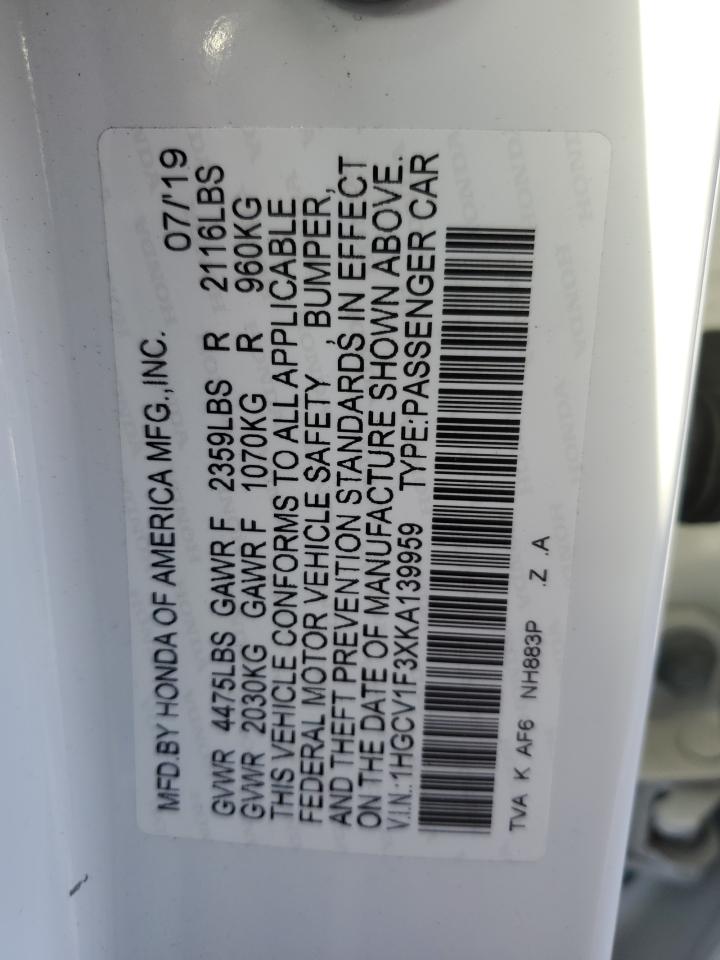 MFD.BY HONDA OF AMERICA MFG.,INC. 07/'19
GVWR 4475LBS GAWR F 2359LBS R 2116LBS
GVWR 2030KG GAWR F 1070KG R 960KG
THIS VEHICLE CONFORMS TO ALL APPLICABLE
FEDERAL MOTOR VEHICLE SAFETY , BUMPER,
AND THEFT PREVENTION STANDARDS IN EFFECT
ON THE DATE OF MANUFACTURE SHOWN ABOVE.
V.I.N.:1HGCV1F3XKA139959 TYPE:PASSENGER CAR
TVA K AF6 NH883P .Z .A